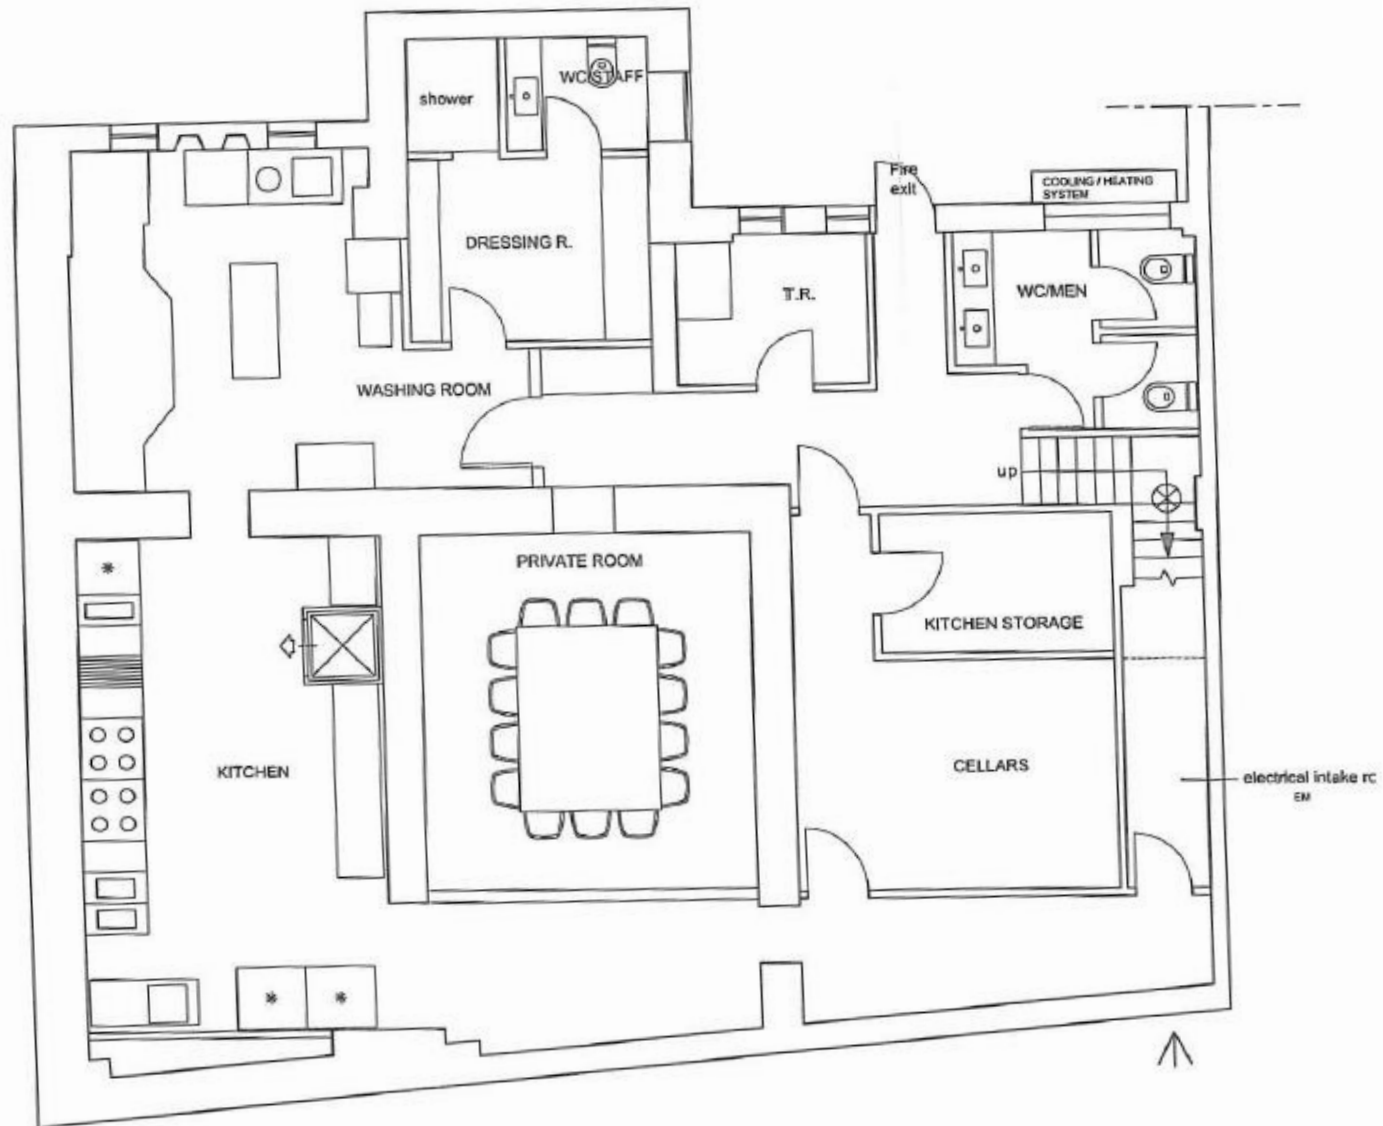 shower
WC/STAFF
Fire
exit
COOLING / HEATING
SYSTEM
DRESSING R.
T.R.
WC/MEN
WASHING ROOM
up
*
PRIVATE ROOM
KITCHEN STORAGE
KITCHEN
CELLARS
electrical intake rc
EM
*
*